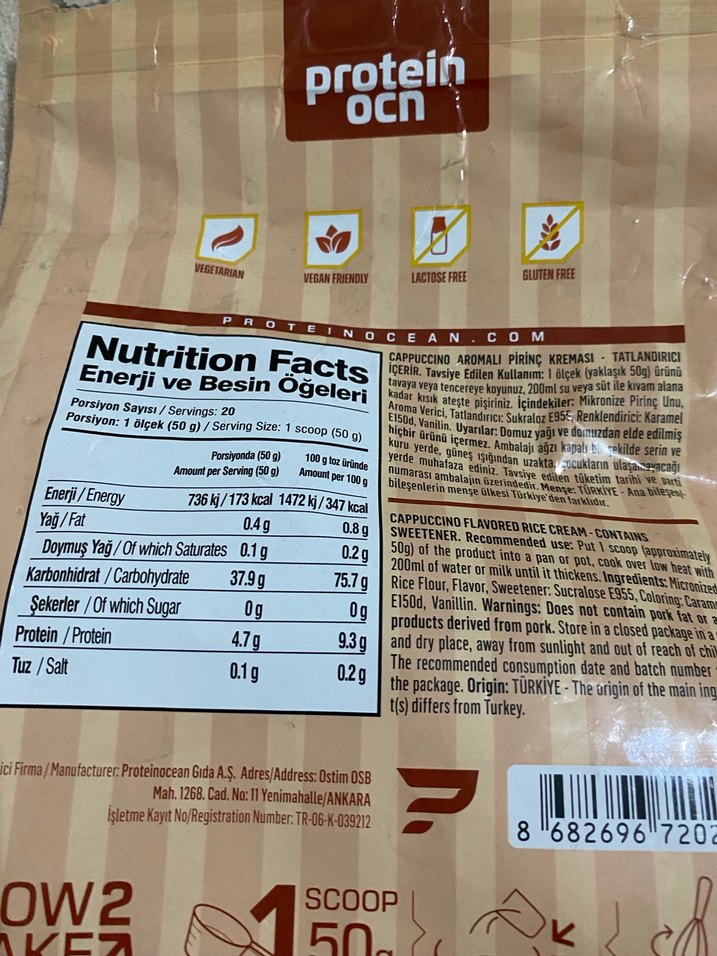 protein
ocn
VEGETARIAN
VEGAN FRIENDLY
LACTOSE FREE
GLUTEN FREE
PROTEINOCEAN.COM
Nutrition Facts
Enerji ve Besin Öğeleri
Porsiyon Sayısı / Servings: 20
Porsiyon: 1 ölçek (50 g) / Serving Size: 1 scoop (50 g)
Porsiyonda (50 g) 100 g toz üründe
Amount per Serving (50 g) Amount per 100 g
Enerji / Energy 736 kj / 173 kcal 1472 kj / 347 kcal
Yağ / Fat 0.4 g 0.8 g
Doymuş Yağ / Of which Saturates 0.1 g 0.2 g
Karbonhidrat / Carbohydrate 37.9 g 75.7 g
Şekerler / Of which Sugar 0 g 0 g
Protein / Protein 4.7 g 9.3 g
Tuz / Salt 0.1 g 0.2 g
CAPPUCCINO AROMALI PİRİNÇ KREMASI - TATLANDIRICI
İÇERİR. Tavsiye Edilen Kullanım: 1 ölçek (yaklaşık 50g) ürünü
tavaya veya tencereye koyunuz, 200ml su veya süt ile kıvam alana
kadar kısık ateşte pişiriniz. İçindekiler: Mikronize Pirinç Unu,
Aroma Verici, Tatlandırıcı: Sukraloz E955, Renklendirici: Karamel
E150d, Vanilin. Uyarılar: Domuz yağı ve domuzdan elde edilmiş
hiçbir ürünü içermez. Ambalajı ağzı kapalı bir şekilde serin ve
kuru yerde, güneş ışığından uzakta, çocukların ulaşamayacağı
yerde muhafaza ediniz. Tavsiye edilen tüketim tarihi ve parti
numarası ambalajın üzerindedir. Menşe: TÜRKİYE - Ana bileşen/-
bileşenlerin menşe ülkesi Türkiye'den farklıdır.
CAPPUCCINO FLAVORED RICE CREAM - CONTAINS
SWEETENER. Recommended use: Put 1 scoop (approximately
50g) of the product into a pan or pot, cook over low heat with
200ml of water or milk until it thickens. Ingredients: Micronized
Rice Flour, Flavor, Sweetener: Sucralose E955, Coloring: Carame
E150d, Vanillin. Warnings: Does not contain pork fat or a
products derived from pork. Store in a closed package in a
and dry place, away from sunlight and out of reach of chil
The recommended consumption date and batch number
the package. Origin: TÜRKİYE - The origin of the main ing
t(s) differs from Turkey.
ici Firma / Manufacturer: Proteinocean Gıda A.Ş. Adres/Address: Ostim OSB
Mah. 1268. Cad. No: 11 Yenimahalle/ANKARA
İşletme Kayıt No/Registration Number: TR-06-K-039212
8 682696 7202
OW2
AKE
1 SCOOP
50g